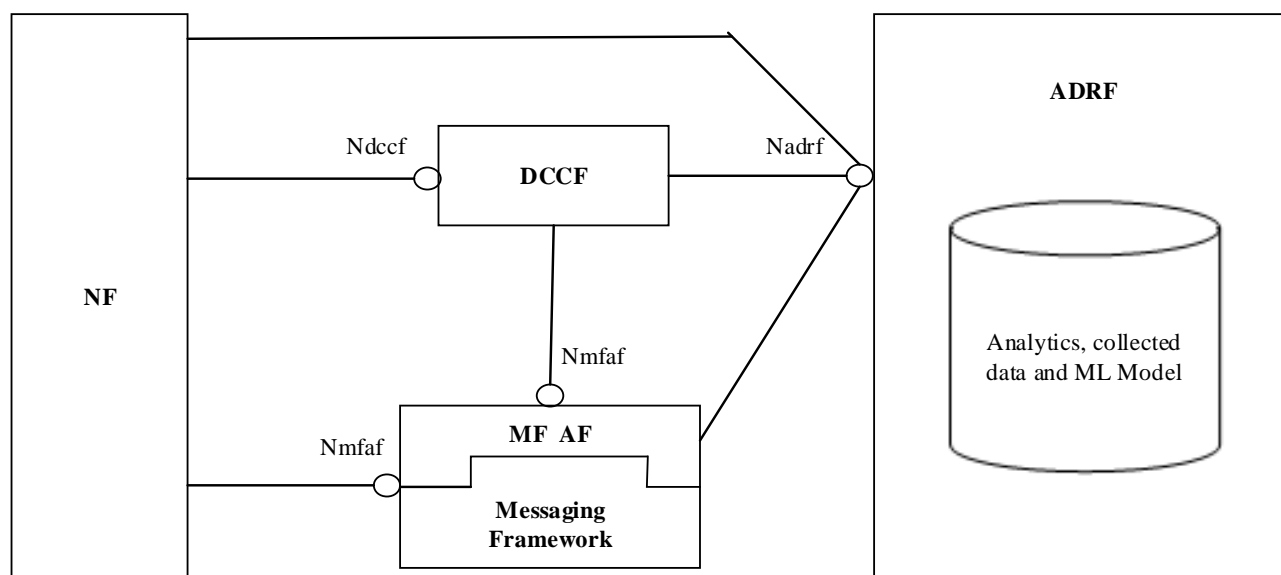 ADRF
Ndccf
Nadrf
DCCF
NF
Nmfaf
Analytics, collected
data and ML Model
MF AF
Nmfaf
Messaging
Framework